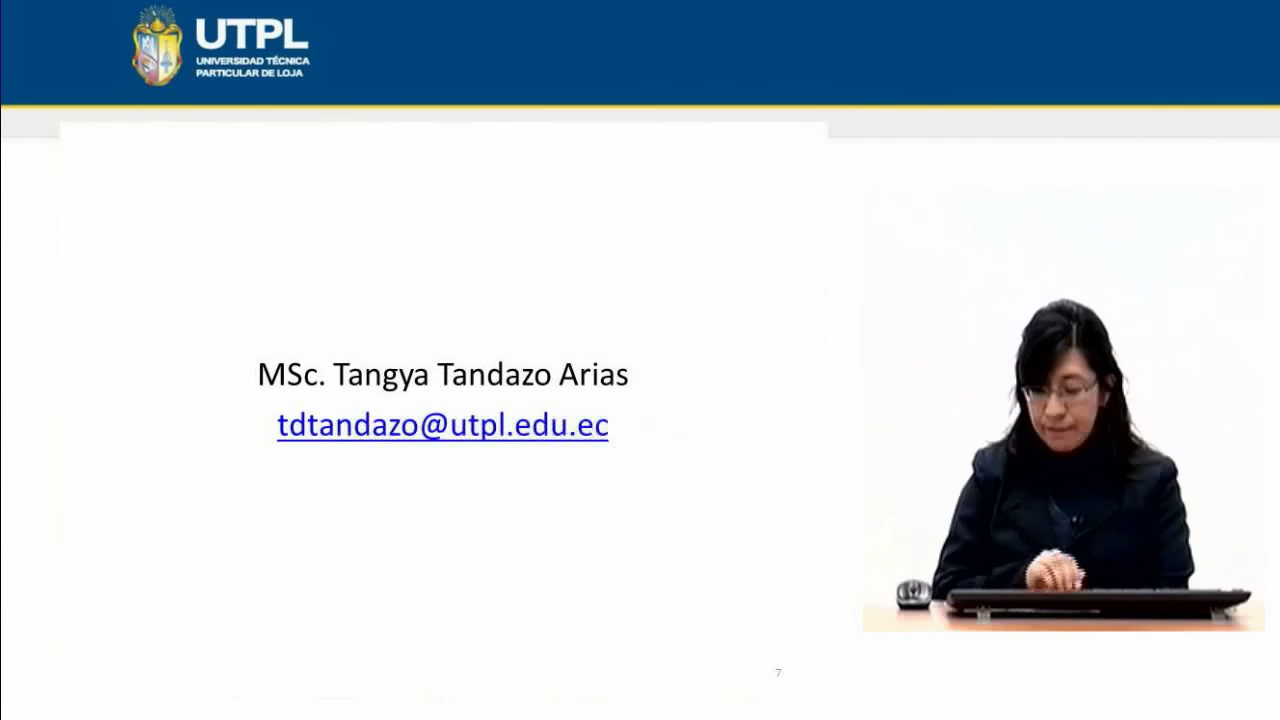 UTPL
UNIVERSIDAD TÉCNICA
PARTICULAR DE LOJA
MSc. Tangya Tandazo Arias
tdtandazo@utpl.edu.ec
7